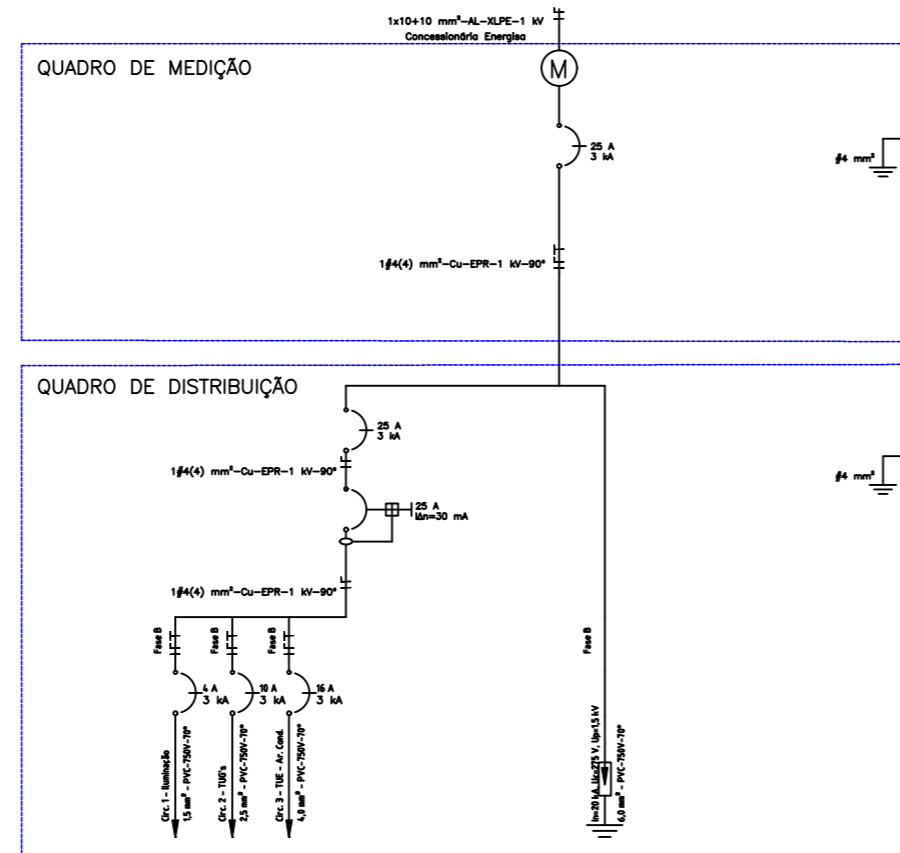 1x10+10 mm²-AL-XLPE-1 kV
Concessionária Energisa
QUADRO DE MEDIÇÃO
M
25 A
3 kA
#4 mm²
1#4(4) mm²-Cu-EPR-1 kV-90°
QUADRO DE DISTRIBUIÇÃO
25 A
3 kA
1#4(4) mm²-Cu-EPR-1 kV-90°
#4 mm²
25 A
IΔn=30 mA
1#4(4) mm²-Cu-EPR-1 kV-90°
Fase B
Fase B
Fase B
Fase B
4 A
3 kA
10 A
3 kA
16 A
3 kA
Circ. 1 - Iluminação
1,5 mm² - PVC-750V-70°
Circ. 2 - TUG's
2,5 mm² - PVC-750V-70°
Circ. 3 - TUE - Ar. Cond.
4,0 mm² - PVC-750V-70°
In=20 kA, Uc=275 V, Up=1,5 kV
6,0 mm² - PVC-750V-70°